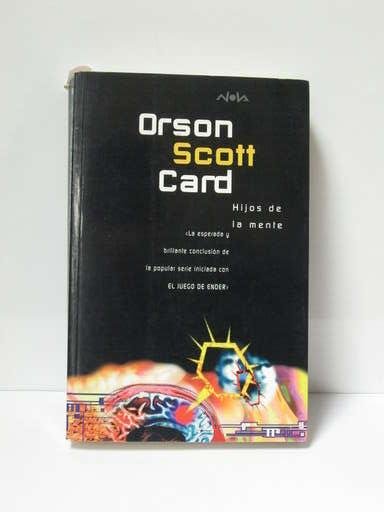 NOVA
Orson
Scott
Card
Hijos de
la mente
«La esperada y
brillante conclusión de
la popular serie iniciada con
EL JUEGO DE ENDER»